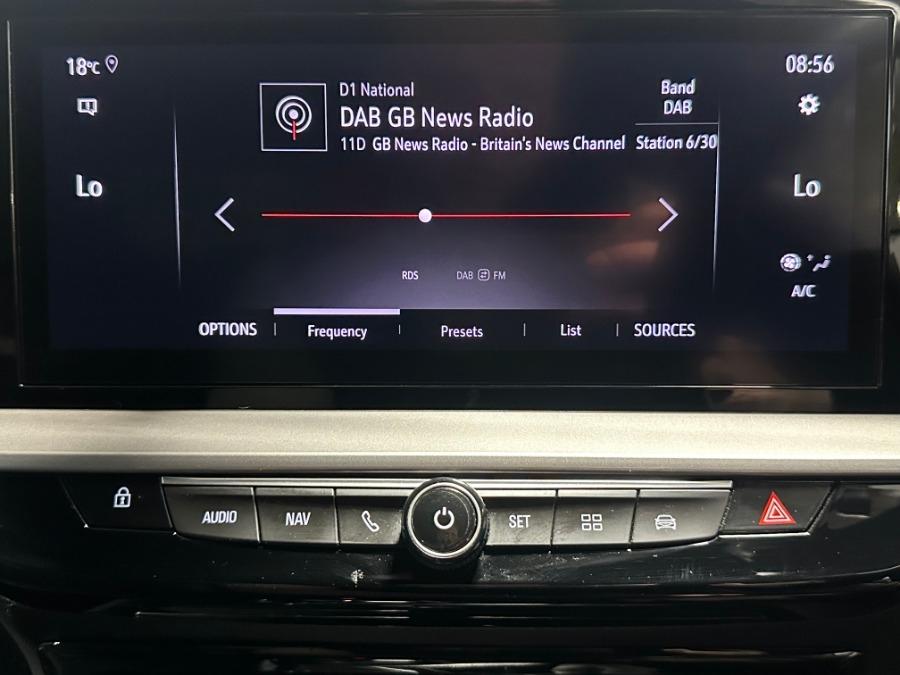 18°C
08:56
D1 National
DAB GB News Radio
11D GB News Radio - Britain's News Channel
Band
DAB
Station 6/30
Lo
Lo
RDS
DAB
FM
A/C
OPTIONS
Frequency
Presets
List
SOURCES
AUDIO
NAV
SET